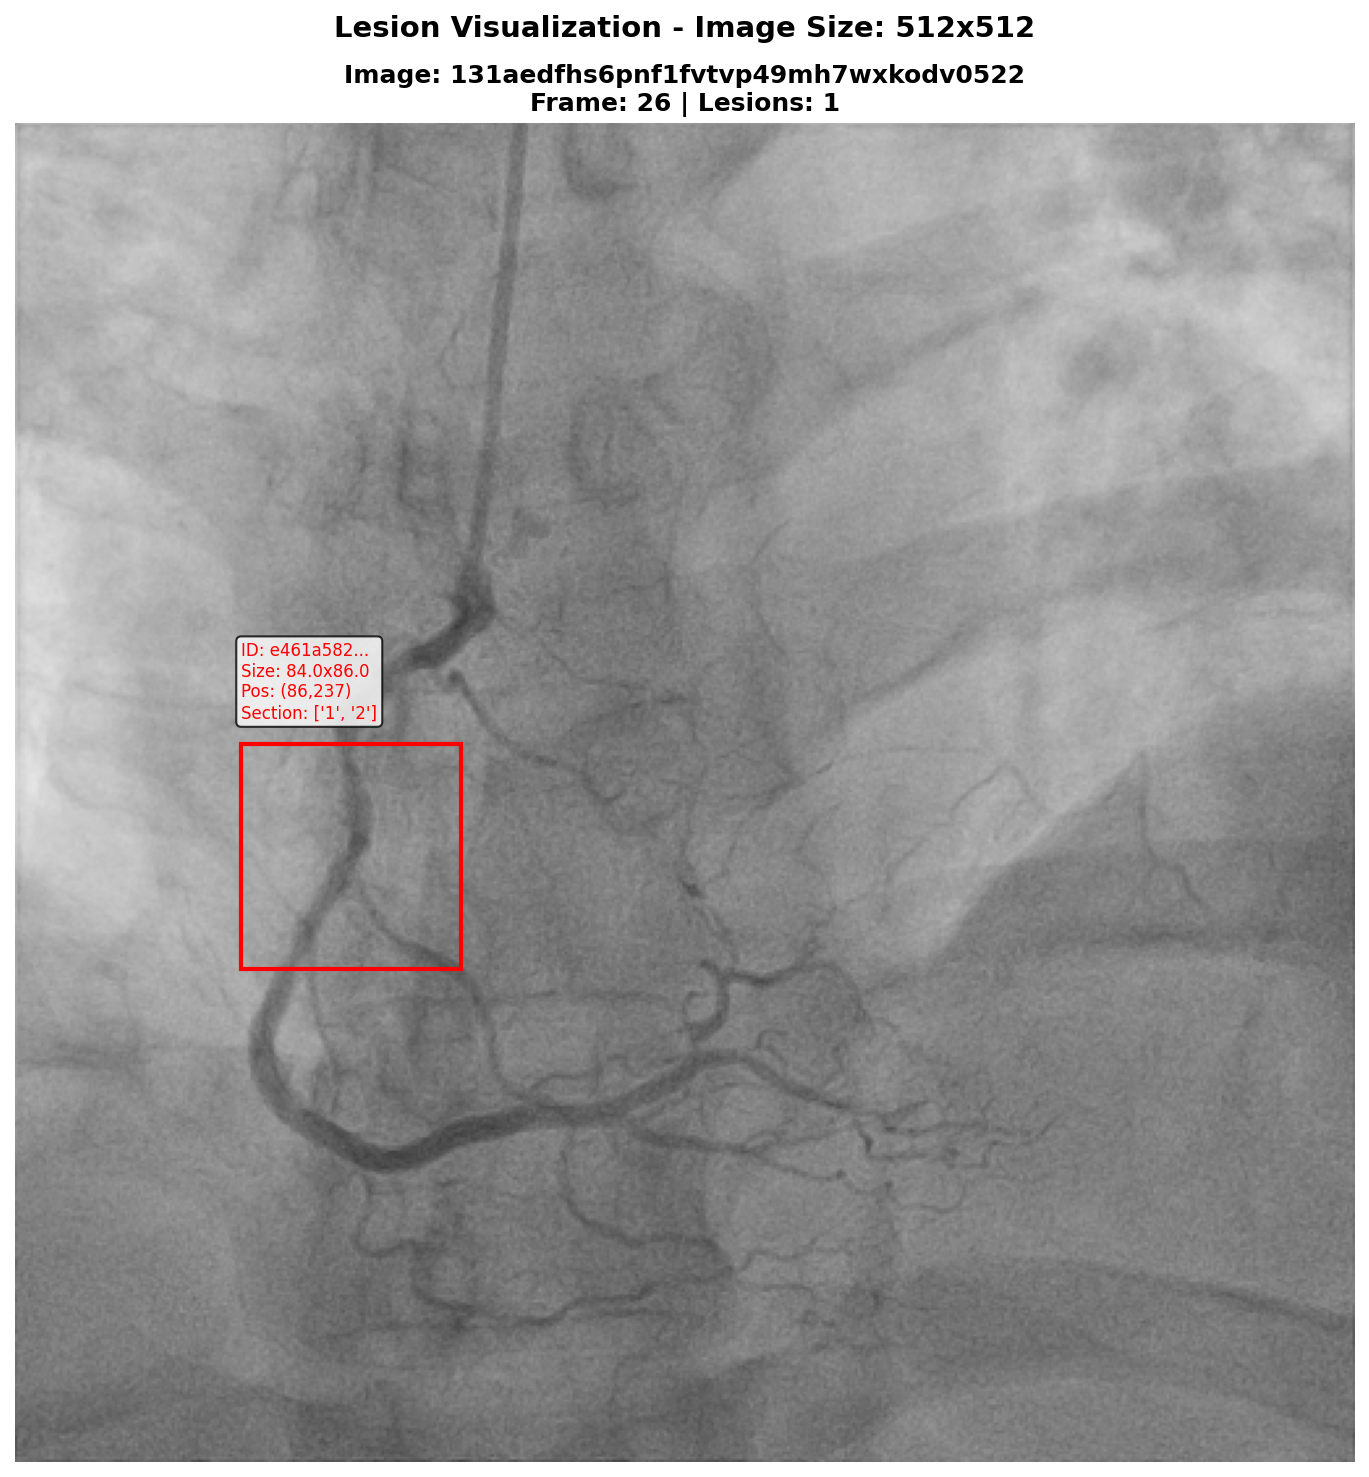 Lesion Visualization - Image Size: 512x512
Image: 131aedfhs6pnf1fvtvp49mh7wxkodv0522
Frame: 26 | Lesions: 1
ID: e461a582...
Size: 84.0x86.0
Pos: (86,237)
Section: ['1', '2']